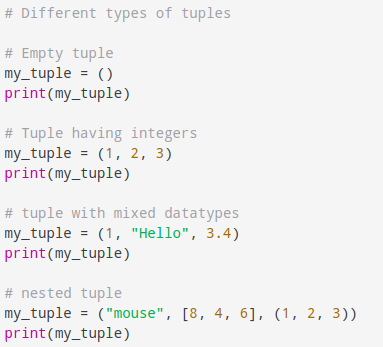 # Different types of tuples
# Empty tuple
my_tuple = ()
print(my_tuple)
# Tuple having integers
my_tuple = (1, 2, 3)
print(my_tuple)
# tuple with mixed datatypes
my_tuple = (1, "Hello", 3.4)
print(my_tuple)
# nested tuple
my_tuple = ("mouse", [8, 4, 6], (1, 2, 3))
print(my_tuple)